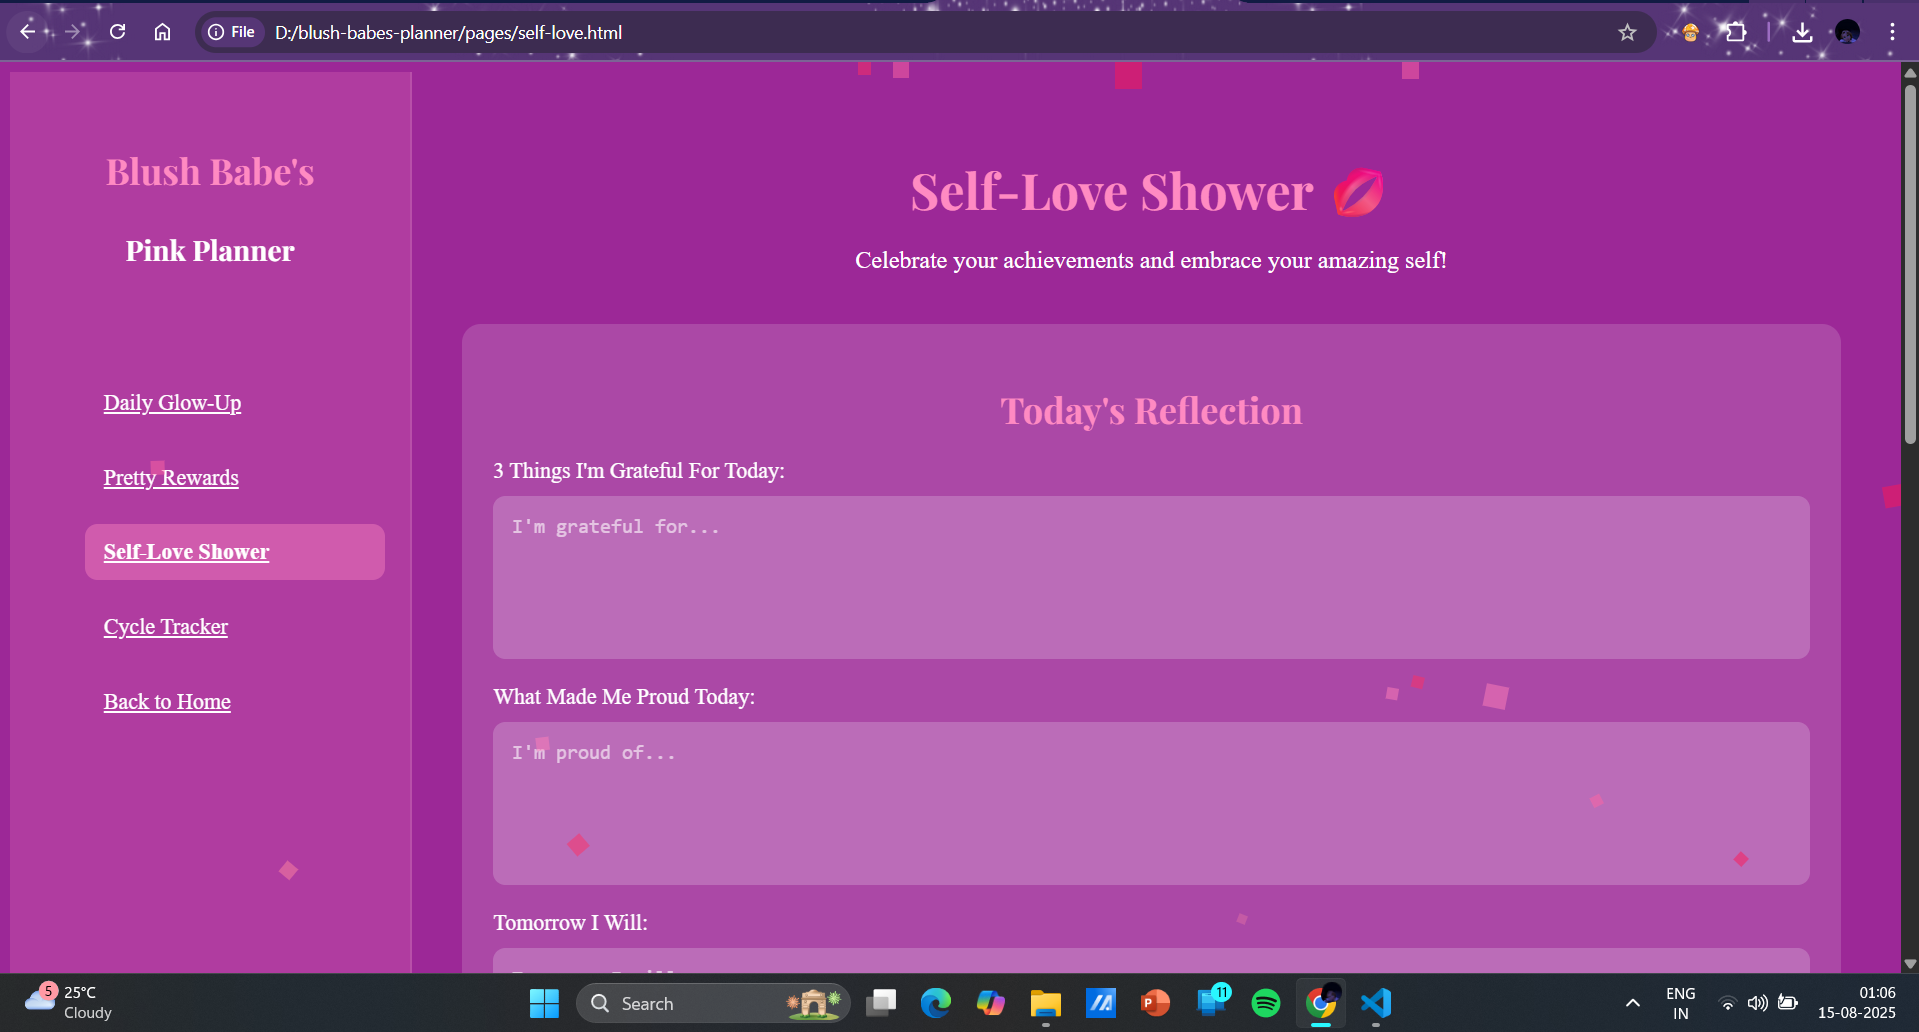 File
D:/blush-babes-planner/pages/self-love.html
Blush Babe's
Pink Planner
Daily Glow-Up
Pretty Rewards
Self-Love Shower
Cycle Tracker
Back to Home
Self-Love Shower 💋
Celebrate your achievements and embrace your amazing self!
Today's Reflection
3 Things I'm Grateful For Today:
I'm grateful for...
What Made Me Proud Today:
I'm proud of...
Tomorrow I Will:
5
25°C
Cloudy
Search
P
11
ENG
IN
01:06
15-08-2025